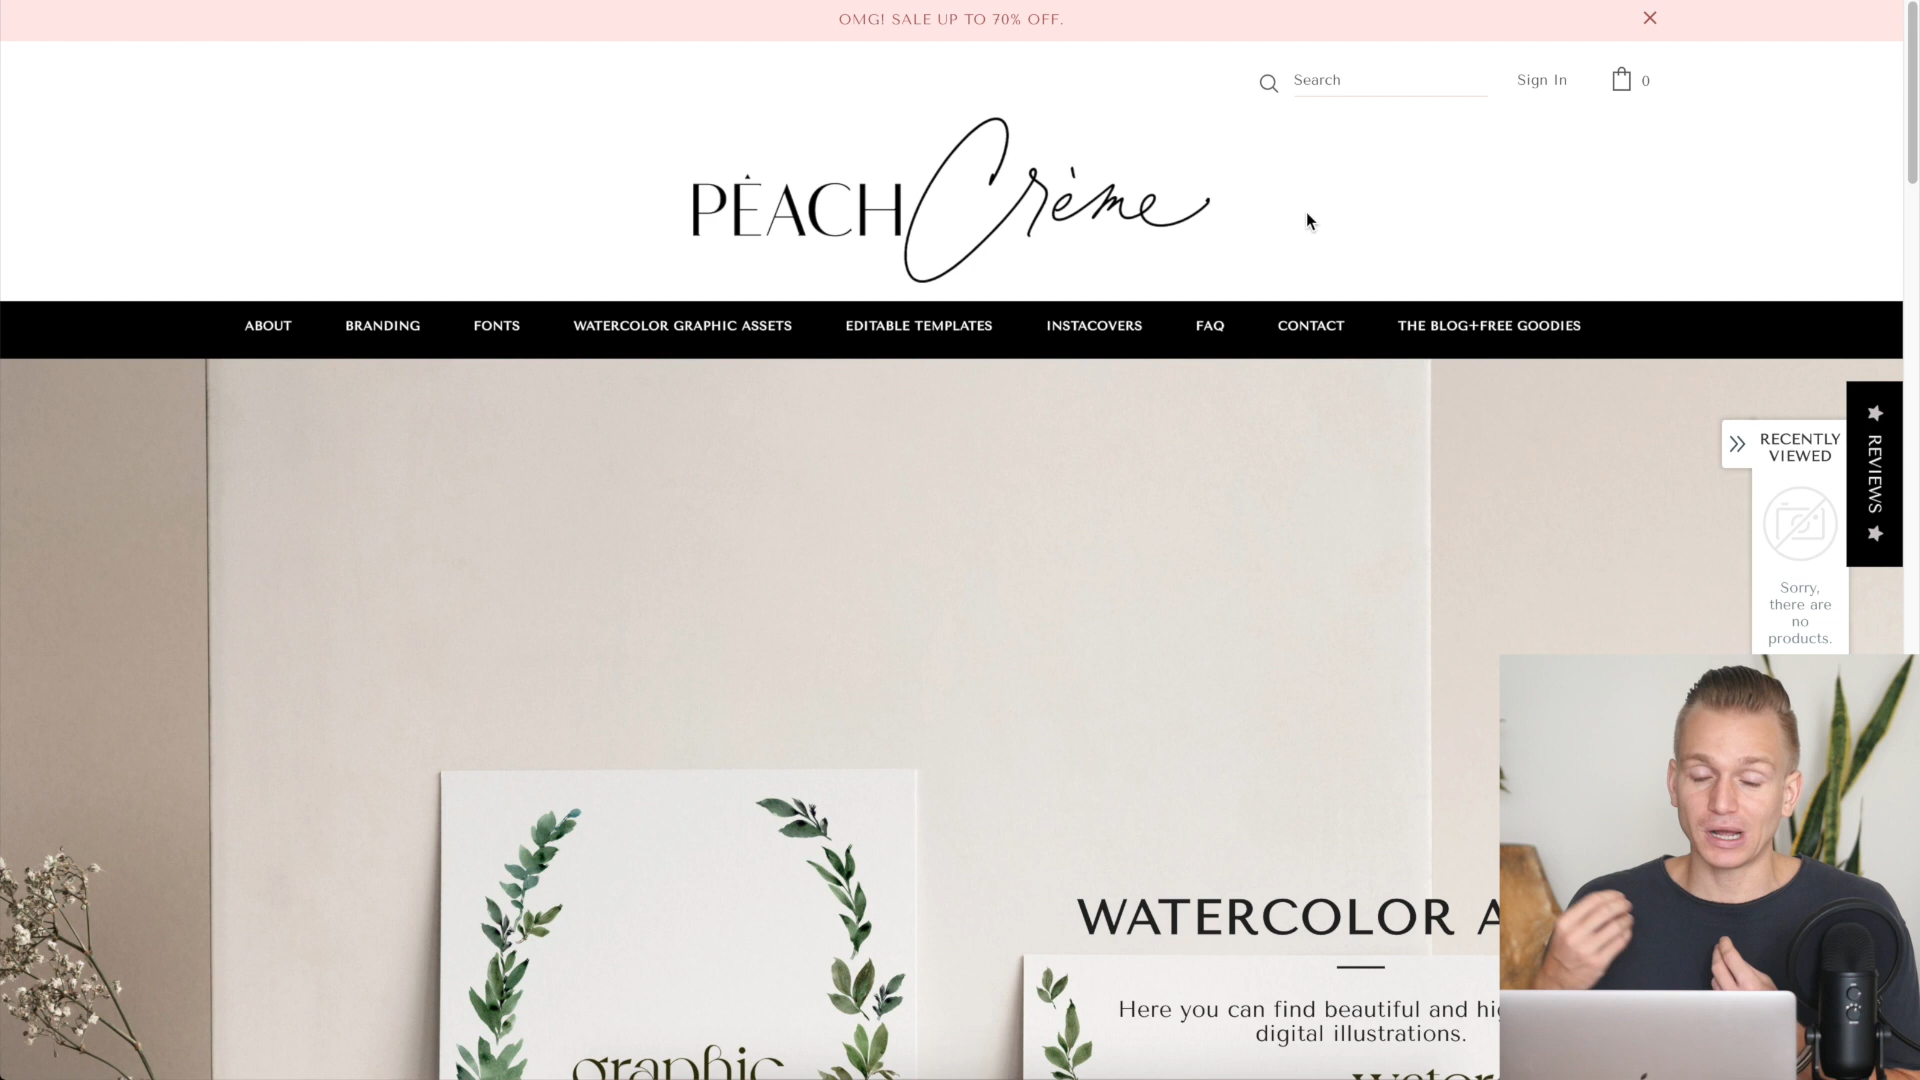 OMG! SALE UP TO 70% OFF.
Search
Sign In
0
PÉACH Crème
ABOUT
BRANDING
FONTS
WATERCOLOR GRAPHIC ASSETS
EDITABLE TEMPLATES
INSTACOVERS
FAQ
CONTACT
THE BLOG+FREE GOODIES
RECENTLY
VIEWED
REVIEWS
Sorry,
there are
no
products.
WATERCOLOR
Here you can find beautiful and
digital illustrations.
graphic